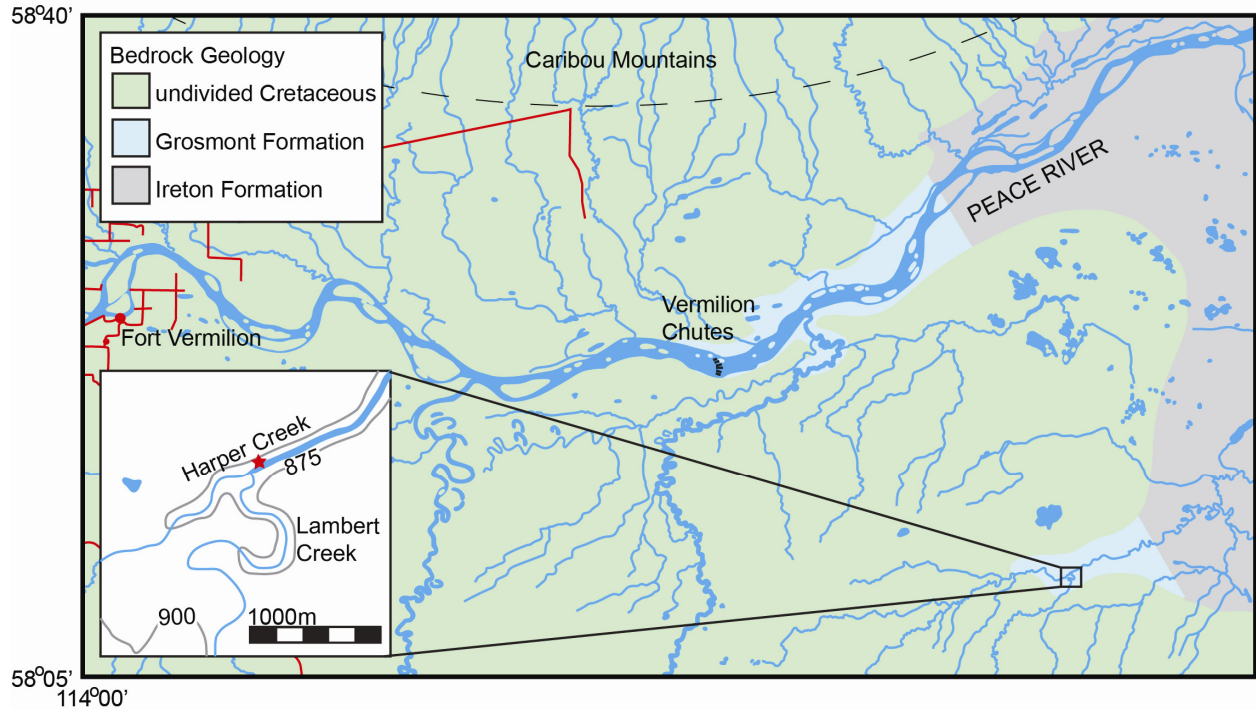 58°40'
Bedrock Geology
undivided Cretaceous
Grosmont Formation
Ireton Formation
Caribou Mountains
PEACE RIVER
Vermilion
Chutes
Fort Vermilion
Harper Creek
875
Lambert
Creek
900
1000m
58°05'
114°00'